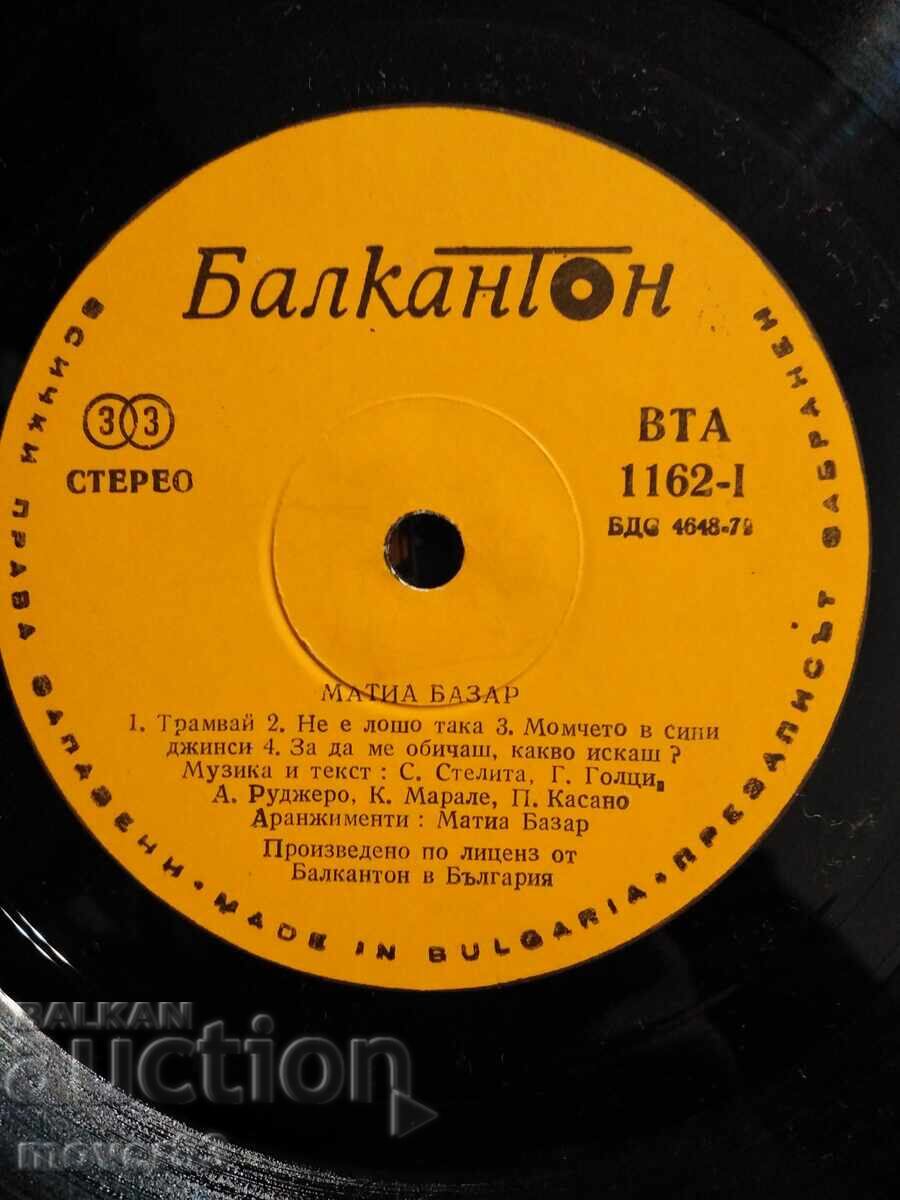 Балкантон
33
СТЕРЕО
ВТА
1162-I
БДС 4648-79
МАТИА БАЗАР
1. Трамвай 2. Не е лошо така 3. Момчето в сини
джинси 4. За да ме обичаш, какво искаш ?
Музика и текст : С. Стелита, Г. Голци,
А. Руджеро, К. Марале, П. Касано
Аранжименти : Матиа Базар
Произведено по лиценз от
Балкантон в България
ВСИЧКИ ПРАВА ЗАПАЗЕНИ • MADE IN BULGARIA • ПРЕЗАПИСЪТ ЗАБРАНЕН
BALKAN
auction